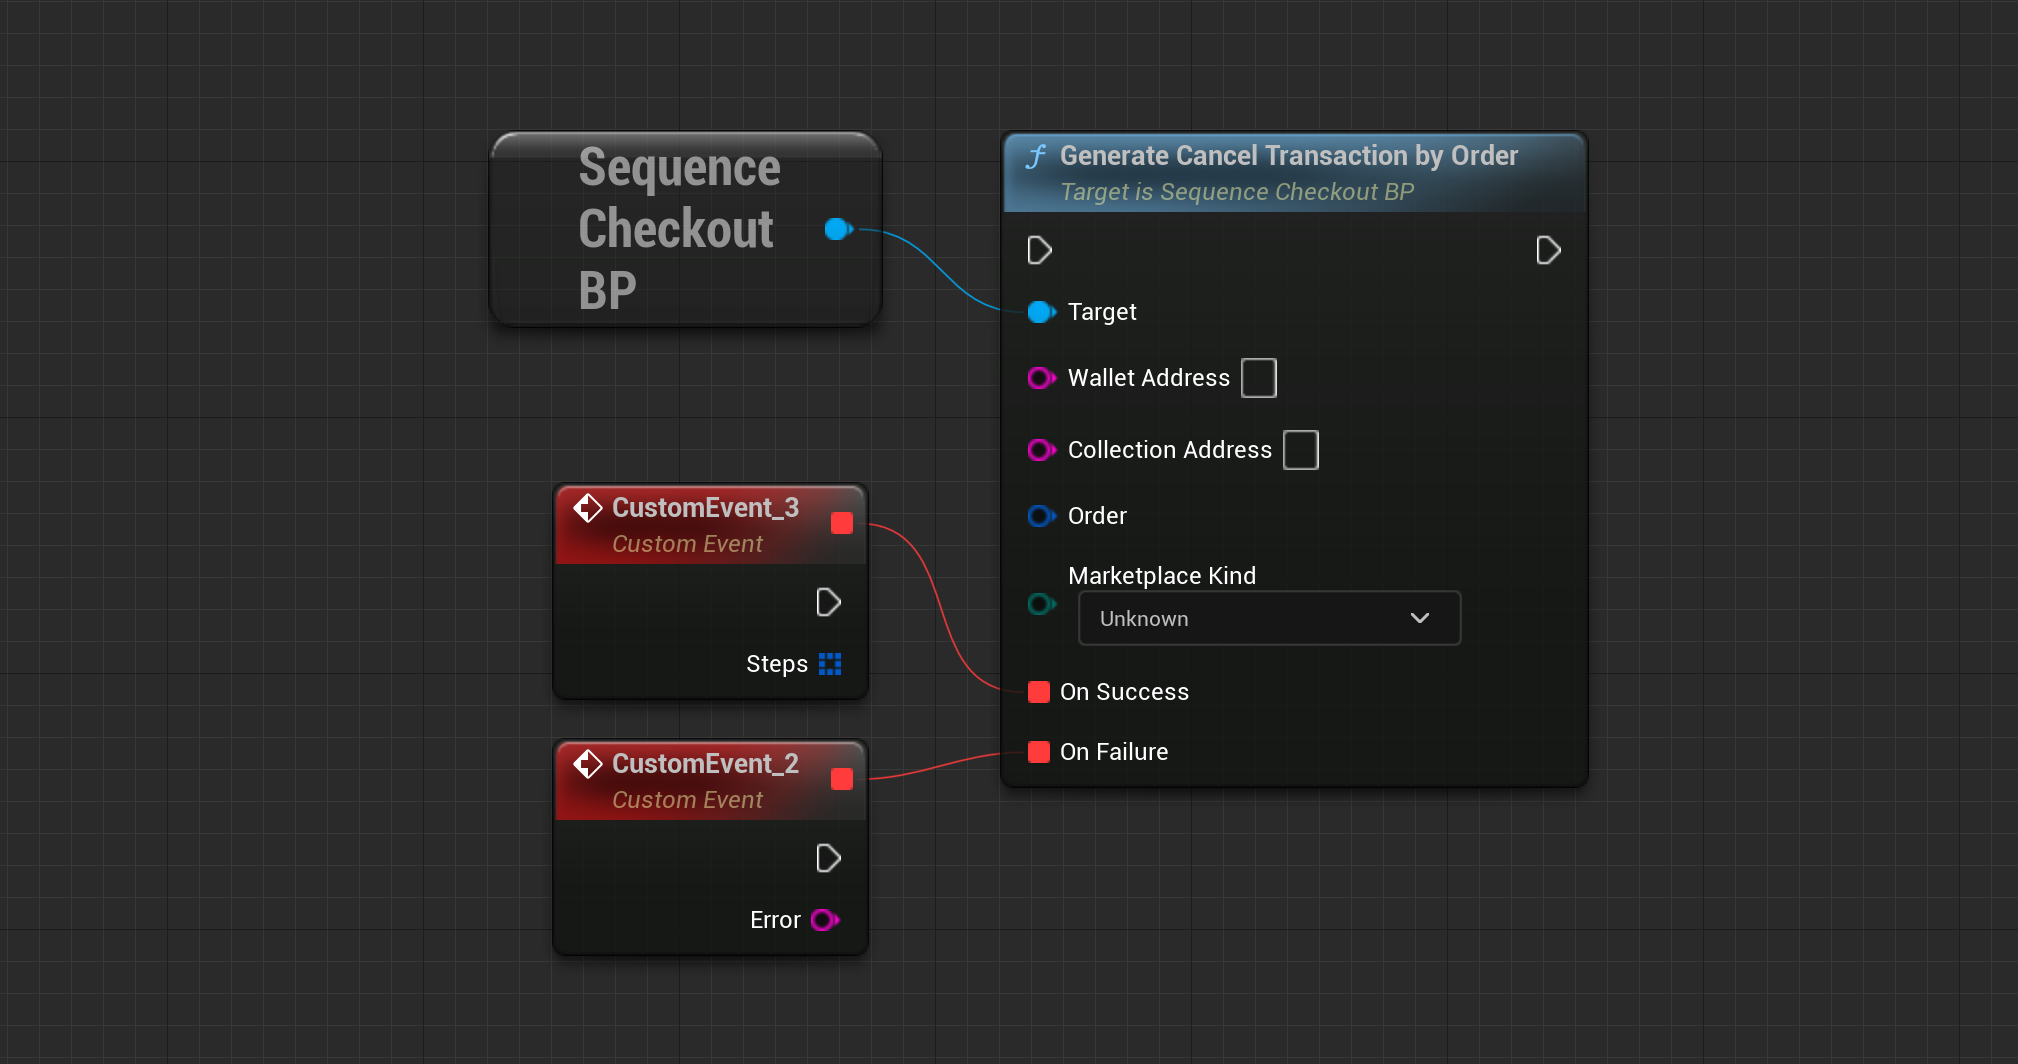 Sequence
Checkout
BP
Generate Cancel Transaction by Order
Target is Sequence Checkout BP
Target
Wallet Address
Collection Address
Order
Marketplace Kind
Unknown
On Success
On Failure
CustomEvent_3
Custom Event
Steps
CustomEvent_2
Custom Event
Error